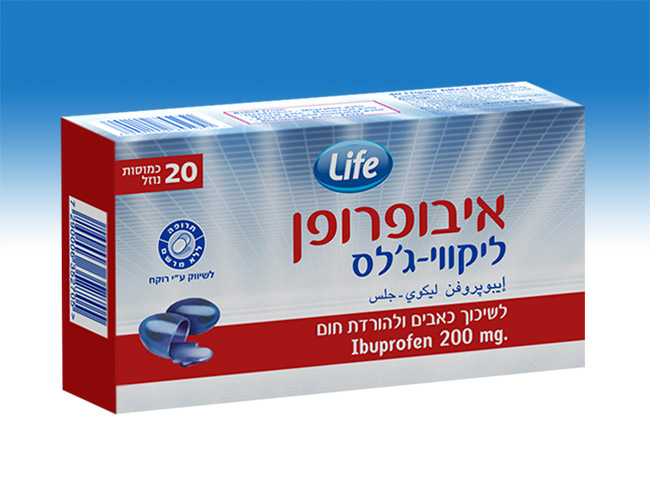 Life
20 כמוסות
נוזל
איבופרופן
ליקווי-ג'לס
إيبوپروفن ليكوي-جلس
תרופה
ללא מרשם
לשיווק ע"י רוקח
לשיכוך כאבים ולהורדת חום
Ibuprofen 200 mg.